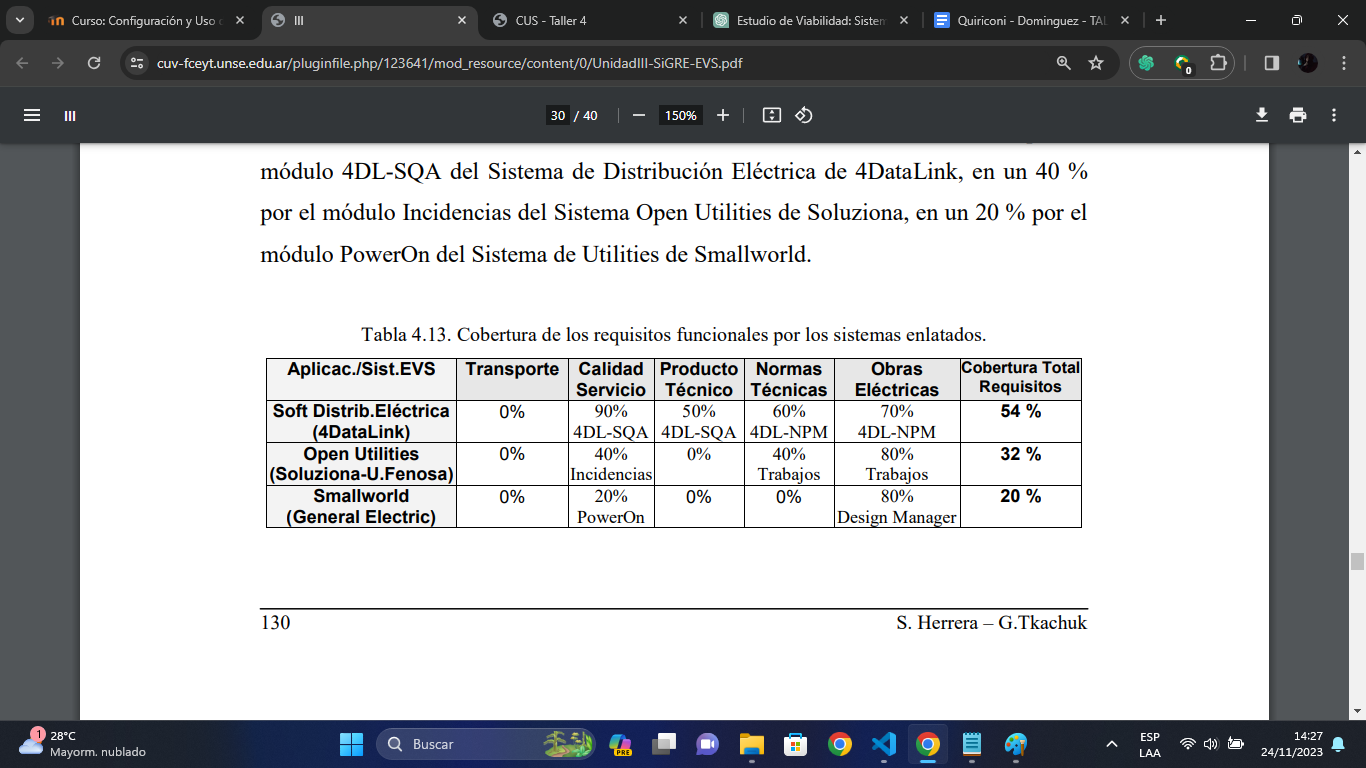 Curso: Configuración y Uso
III
CUS - Taller 4
Estudio de Viabilidad: Sistem
Quiriconi - Dominguez - TAL
cuv-fceyt.unse.edu.ar/pluginfile.php/123641/mod_resource/content/0/UnidadIII-SiGRE-EVS.pdf
0
III
30 / 40
150%
módulo 4DL-SQA del Sistema de Distribución Eléctrica de 4DataLink, en un 40 %
por el módulo Incidencias del Sistema Open Utilities de Soluziona, en un 20 % por el
módulo PowerOn del Sistema de Utilities de Smallworld.
Tabla 4.13. Cobertura de los requisitos funcionales por los sistemas enlatados.
Aplicac./Sist.EVS Transporte Calidad Servicio Producto Técnico Normas Técnicas Obras Eléctricas Cobertura Total Requisitos
Soft Distrib.Eléctrica (4DataLink) 0% 90% 4DL-SQA 50% 4DL-SQA 60% 4DL-NPM 70% 4DL-NPM 54 %
Open Utilities (Soluziona-U.Fenosa) 0% 40% Incidencias 0% 40% Trabajos 80% Trabajos 32 %
Smallworld (General Electric) 0% 20% PowerOn 0% 0% 80% Design Manager 20 %
130
S. Herrera – G.Tkachuk
1
28°C
Mayorm. nublado
Buscar
PRE
ESP
LAA
14:27
24/11/2023